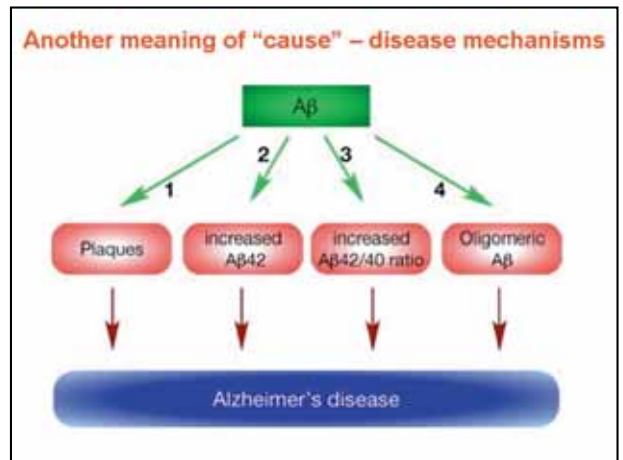 Another meaning of “cause” – disease mechanisms
Aβ
1
2
3
4
Plaques
increased
Aβ42
increased
Aβ42/40 ratio
Oligomeric
Aβ
Alzheimer's disease